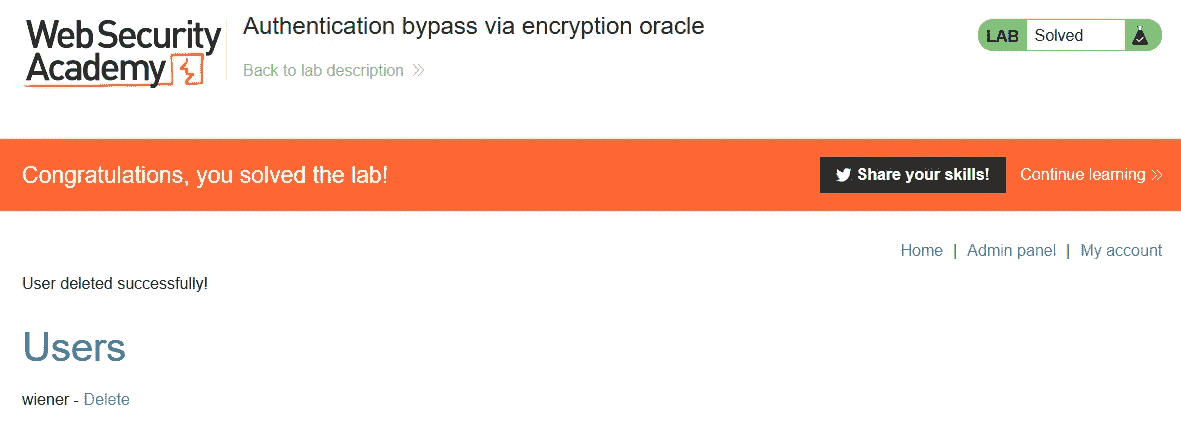 Web Security
Academy
Authentication bypass via encryption oracle
Back to lab description
LAB Solved
Congratulations, you solved the lab!
Share your skills!
Continue learning
Home | Admin panel | My account
User deleted successfully!
Users
wiener - Delete